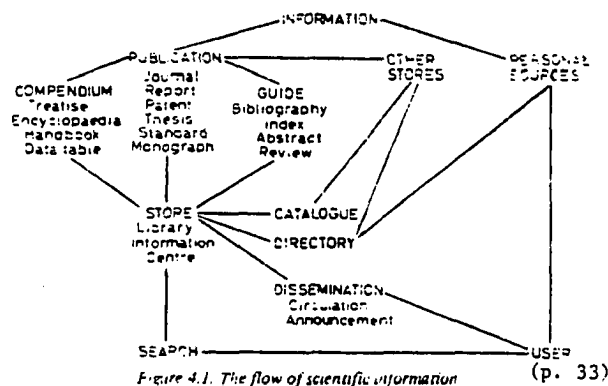 INFORMATION
PUBLICATION
Journal
Report
Patent
Thesis
Standard
Monograph
OTHER
STORES
PERSONAL
SOURCES
COMPENDIUM
Treatise
Encyclopaedia
Handbook
Data table
GUIDE
Bibliography
Index
Abstract
Review
STORE
Library
Information
Centre
CATALOGUE
DIRECTORY
DISSEMINATION
Circulation
Announcement
SEARCH
USER
(p. 33)
Figure 4.1. The flow of scientific information